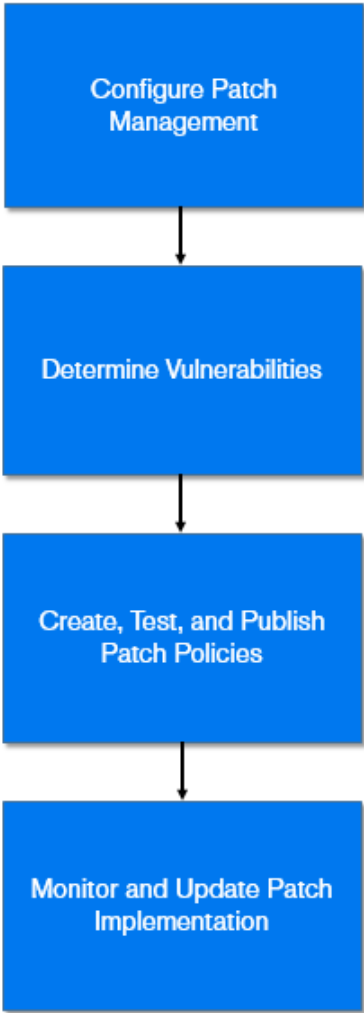 Configure Patch
Management
Determine Vulnerabilities
Create, Test, and Publish
Patch Policies
Monitor and Update Patch
Implementation